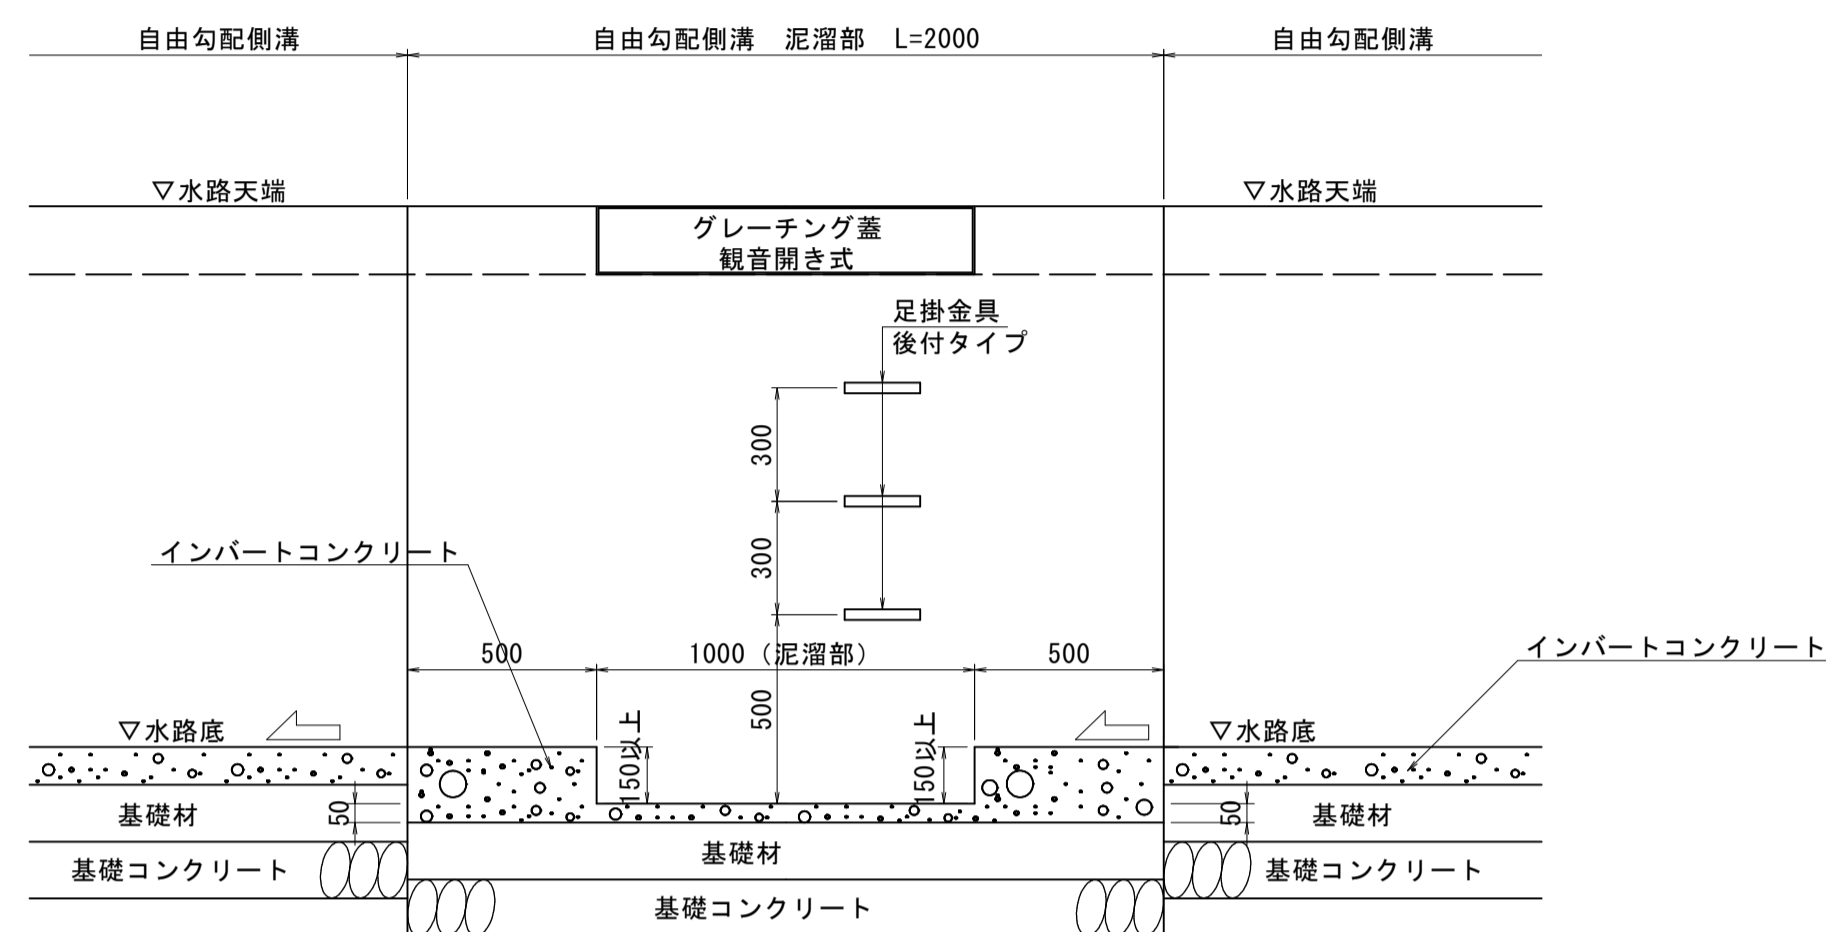 自由勾配側溝
自由勾配側溝　泥溜部　L=2000
自由勾配側溝
▽水路天端
▽水路天端
グレーチング蓋
観音開き式
足掛金具
後付タイプ
300
300
インバートコンクリート
500
1000（泥溜部）
500
インバートコンクリート
500
150以上
150以上
▽水路底
▽水路底
基礎材
50
50
基礎材
基礎材
基礎コンクリート
基礎コンクリート
基礎コンクリート